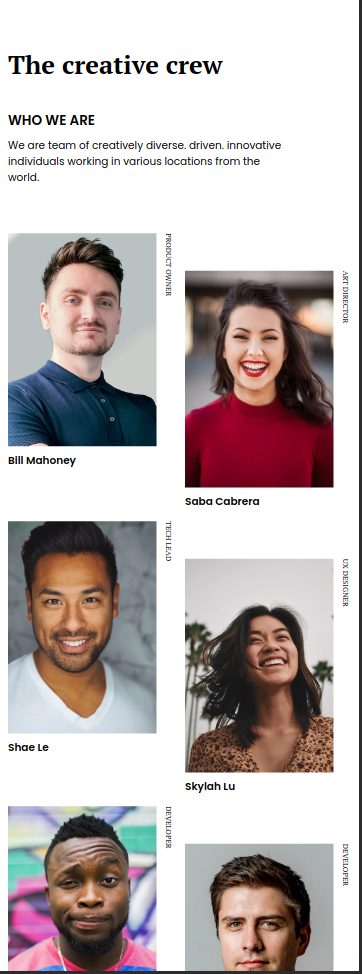 The creative crew
WHO WE ARE
We are team of creatively diverse. driven. innovative
individuals working in various locations from the
world.
PRODUCT OWNER
Bill Mahoney
ART DIRECTOR
Saba Cabrera
TECH LEAD
Shae Le
UX DESIGNER
Skylah Lu
DEVELOPER
DEVELOPER